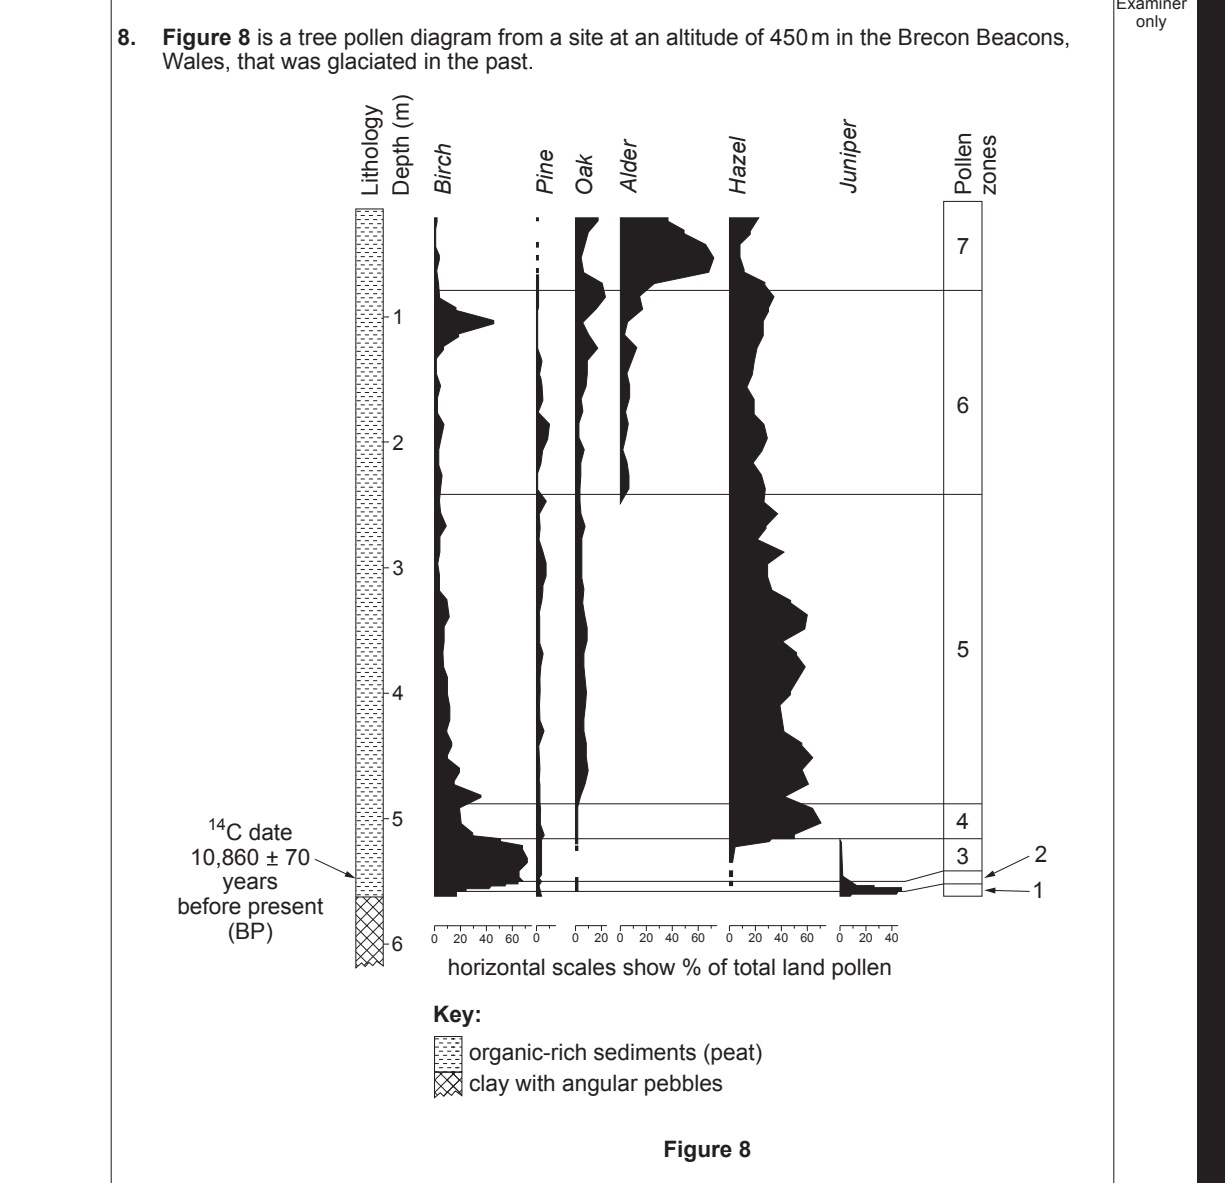 Examiner
only
8. Figure 8 is a tree pollen diagram from a site at an altitude of 450 m in the Brecon Beacons,
Wales, that was glaciated in the past.
Lithology
Depth (m)
Birch
Pine
Oak
Alder
Hazel
Juniper
Pollen
zones
7
1
6
2
3
5
4
5
4
14C date
10,860 ± 70
years
before present
(BP)
3
2
1
6
0 20 40 60 0 0 20 0 20 40 60 0 20 40 60 0 20 40
horizontal scales show % of total land pollen
Key:
organic-rich sediments (peat)
clay with angular pebbles
Figure 8